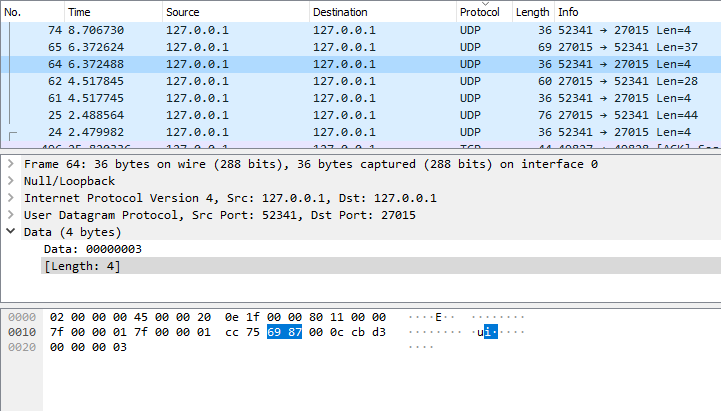 No. Time Source Destination Protocol Length Info
74 8.706730 127.0.0.1 127.0.0.1 UDP 36 52341 → 27015 Len=4
65 6.372624 127.0.0.1 127.0.0.1 UDP 69 52341 → 27015 Len=37
64 6.372488 127.0.0.1 127.0.0.1 UDP 36 52341 → 27015 Len=4
62 4.517845 127.0.0.1 127.0.0.1 UDP 60 52341 → 27015 Len=28
61 4.517745 127.0.0.1 127.0.0.1 UDP 36 52341 → 27015 Len=4
25 2.488564 127.0.0.1 127.0.0.1 UDP 76 52341 → 27015 Len=44
24 2.479982 127.0.0.1 127.0.0.1 UDP 36 52341 → 27015 Len=4
127.0.0.1 127.0.0.1
Frame 64: 36 bytes on wire (288 bits), 36 bytes captured (288 bits) on interface 0
Null/Loopback
Internet Protocol Version 4, Src: 127.0.0.1, Dst: 127.0.0.1
User Datagram Protocol, Src Port: 52341, Dst Port: 27015
Data (4 bytes)
Data: 00000003
[Length: 4]
0000 02 00 00 00 45 00 00 20 0e 1f 00 00 80 11 00 00 ····E·· ········
0010 7f 00 00 01 7f 00 00 01 cc 75 69 87 00 0c cb d3 ········ ·ui·····
0020 00 00 00 03 ····